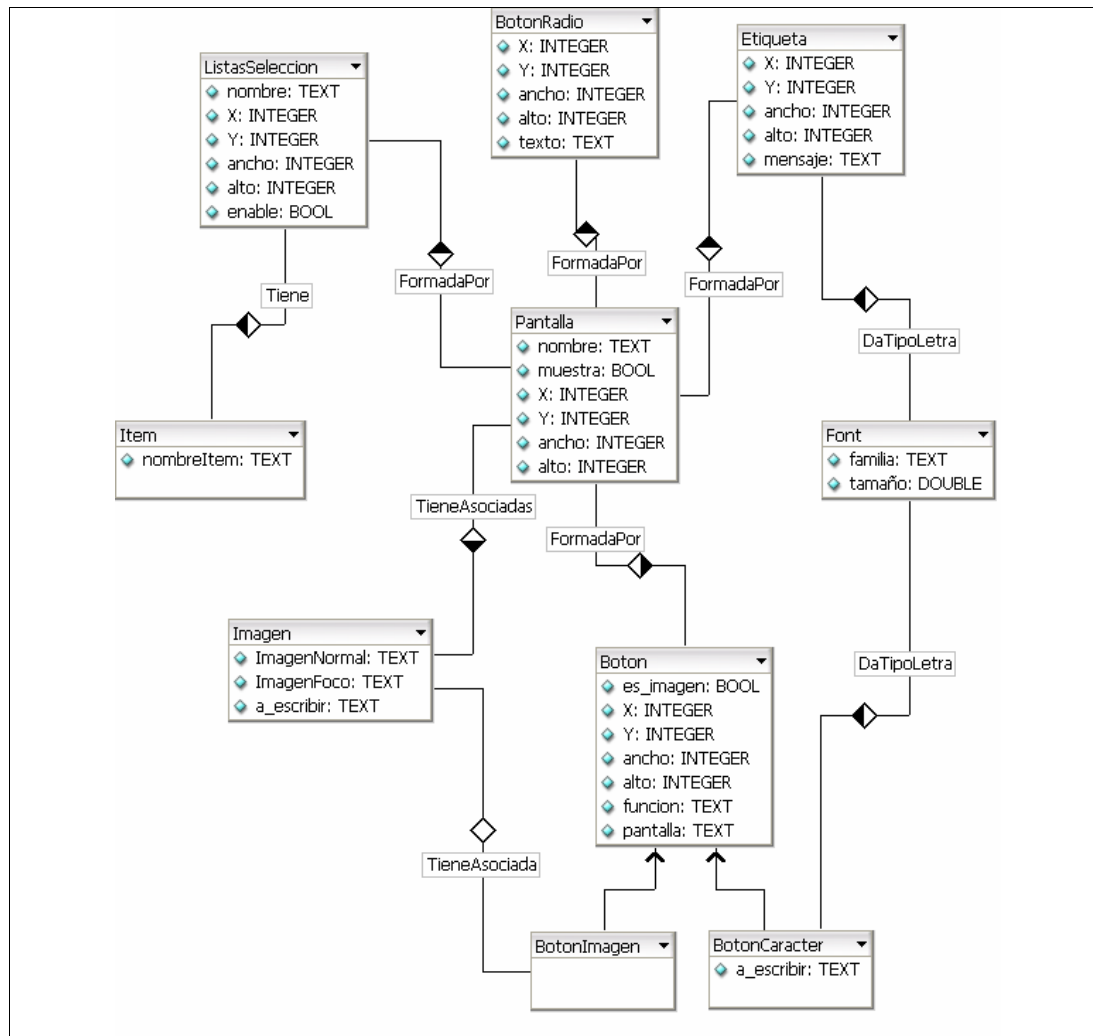 BotonRadio
X: INTEGER
Y: INTEGER
ancho: INTEGER
alto: INTEGER
texto: TEXT
Etiqueta
X: INTEGER
Y: INTEGER
ancho: INTEGER
alto: INTEGER
mensaje: TEXT
ListasSeleccion
nombre: TEXT
X: INTEGER
Y: INTEGER
ancho: INTEGER
alto: INTEGER
enable: BOOL
FormadaPor
FormadaPor
FormadaPor
Tiene
DaTipoLetra
Pantalla
nombre: TEXT
muestra: BOOL
X: INTEGER
Y: INTEGER
ancho: INTEGER
alto: INTEGER
Item
nombreItem: TEXT
Font
familia: TEXT
tamaño: DOUBLE
TieneAsociadas
FormadaPor
Imagen
ImagenNormal: TEXT
ImagenFoco: TEXT
a_escribir: TEXT
Boton
es_imagen: BOOL
X: INTEGER
Y: INTEGER
ancho: INTEGER
alto: INTEGER
funcion: TEXT
pantalla: TEXT
DaTipoLetra
TieneAsociada
BotonImagen
BotonCaracter
a_escribir: TEXT